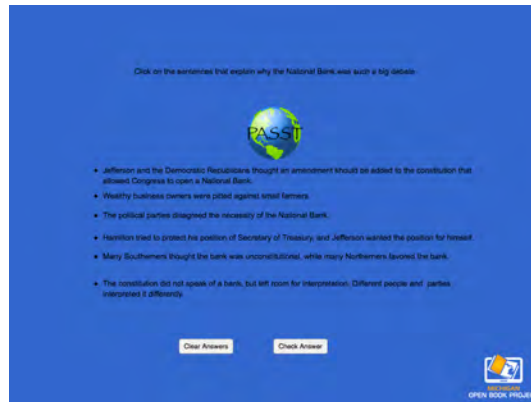 Click on the sentences that explain why the National Bank was such a big debate.
PASST
• Jefferson and the Democratic Republicans thought an amendment should be added to the constitution that
allowed Congress to open a National Bank.
• Wealthy business owners were pitted against small farmers.
• The political parties disagreed the necessity of the National Bank.
• Hamilton tried to protect his position of Secretary of Treasury, and Jefferson wanted the position for himself.
• Many Southerners thought the bank was unconstitutional, while many Northerners favored the bank.
• The constitution did not speak of a bank, but left room for interpretation. Different people and parties
interpreted it differently.
Clear Answers Check Answer
MICHIGAN
OPEN BOOK PROJE